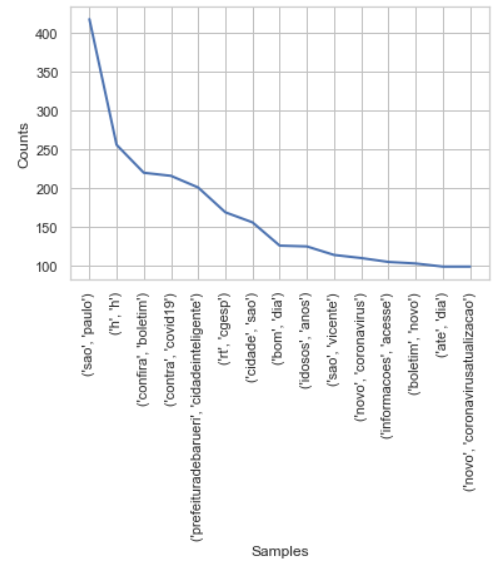 400
350
300
250
200
150
100
Counts
('sao', 'paulo')
('h', 'h')
('confira', 'boletim')
('contra', 'covid19')
('prefeituradebarueri', 'cidadeinteligente')
('rt', 'cgesp')
('cidade', 'sao')
('bom', 'dia')
('idosos', 'anos')
('sao', 'vicente')
('novo', 'coronavirus')
('informacoes', 'acesse')
('boletim', 'novo')
('ate', 'dia')
('novo', 'coronavirusatualizacao')
Samples